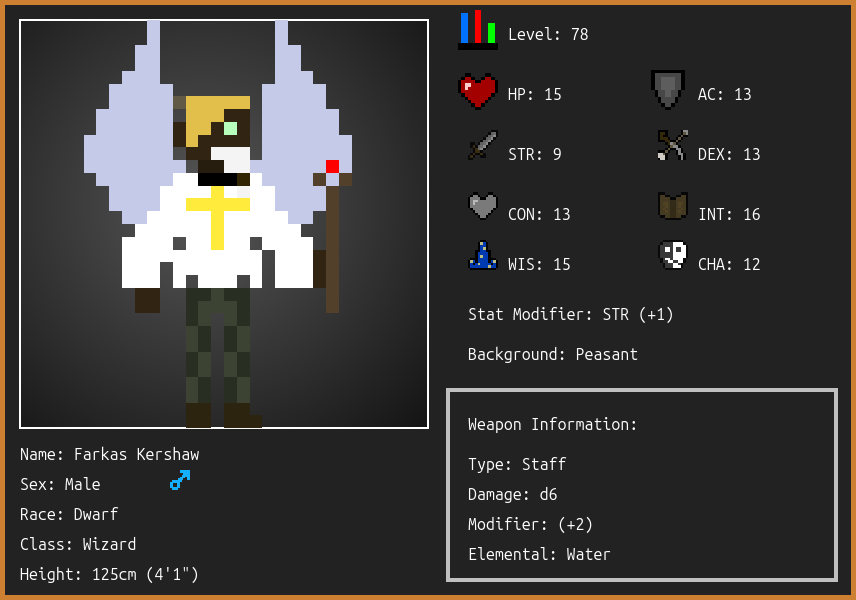 Level: 78
HP: 15
AC: 13
STR: 9
DEX: 13
CON: 13
INT: 16
WIS: 15
CHA: 12
Stat Modifier: STR (+1)
Background: Peasant
Weapon Information:
Type: Staff
Damage: d6
Modifier: (+2)
Elemental: Water
Name: Farkas Kershaw
Sex: Male
Race: Dwarf
Class: Wizard
Height: 125cm (4'1")